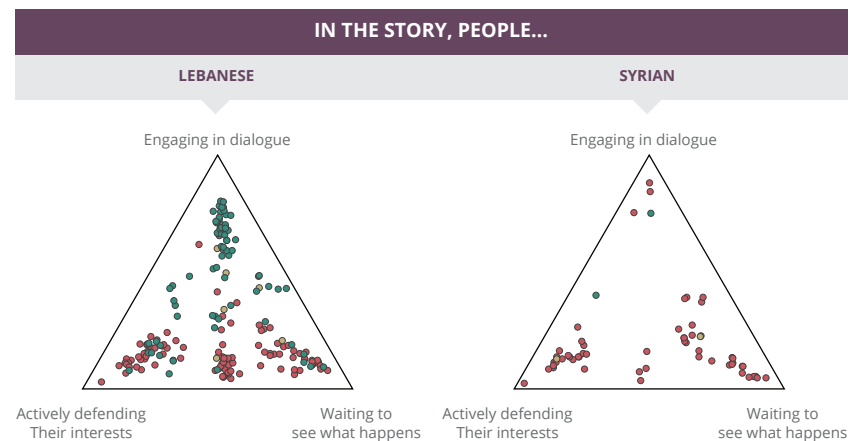 IN THE STORY, PEOPLE...
LEBANESE
SYRIAN
Engaging in dialogue
Engaging in dialogue
Actively defending
Their interests
Waiting to
see what happens
Actively defending
Their interests
Waiting to
see what happens